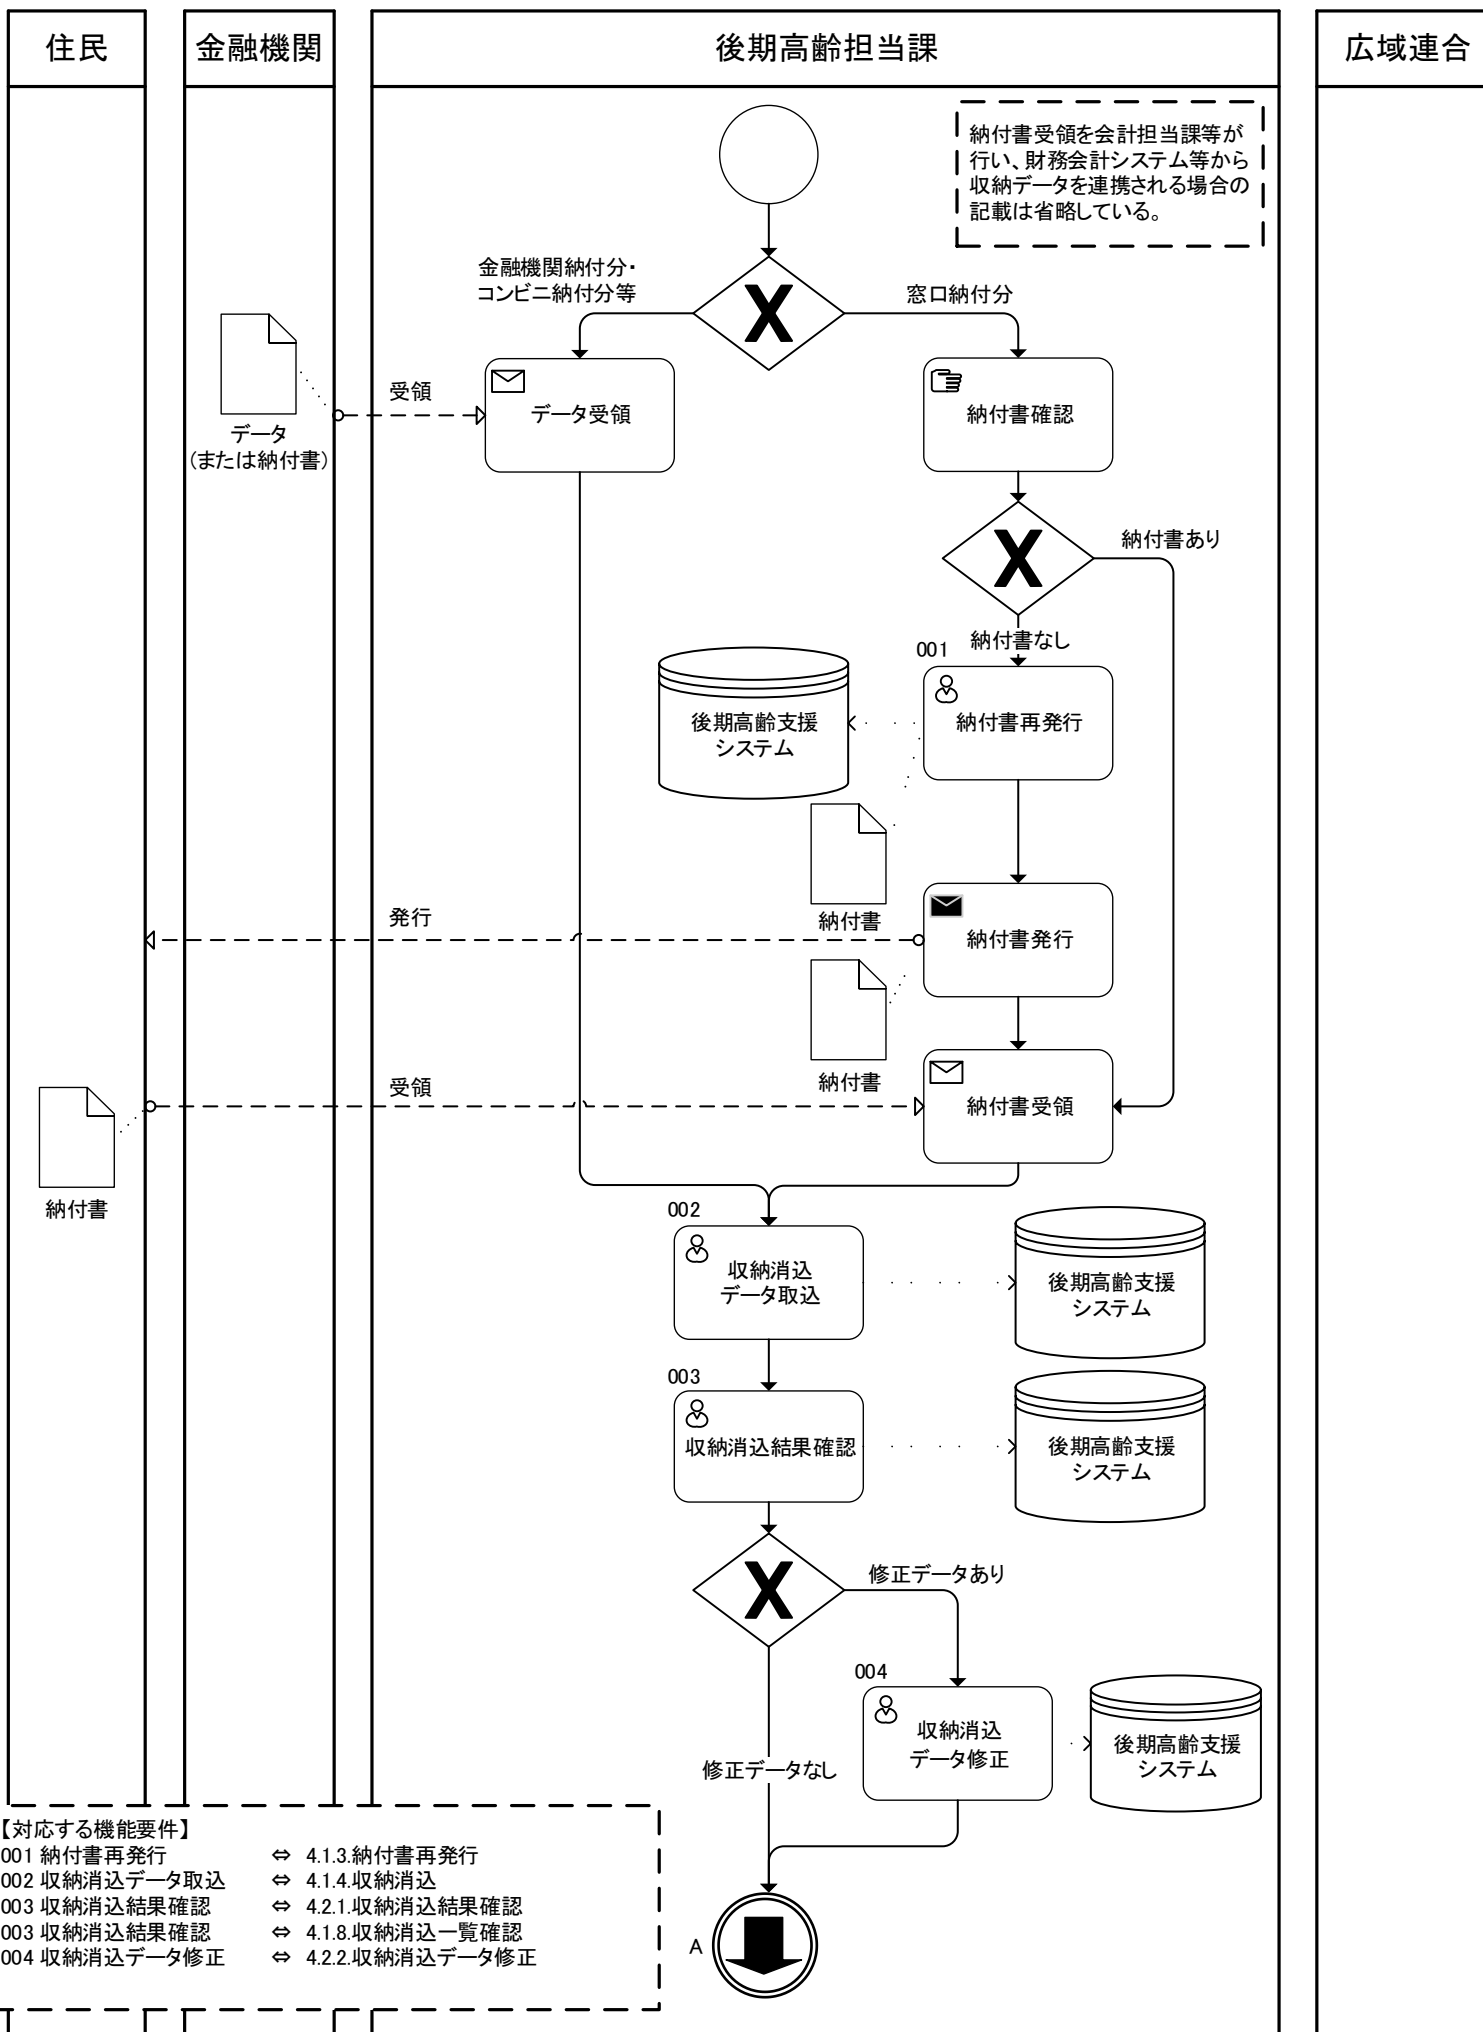 住民
金融機関
後期高齢担当課
広域連合
納付書受領を会計担当課等が
行い、財務会計システム等から
収納データを連携される場合の
記載は省略している。
金融機関納付分・
コンビニ納付分等
X
窓口納付分
受領
データ受領
納付書確認
データ
(または納付書)
X
納付書あり
納付書なし
001
後期高齢支援
システム
納付書再発行
納付書
発行
納付書発行
納付書
受領
納付書受領
納付書
002
収納消込
データ取込
後期高齢支援
システム
003
収納消込結果確認
後期高齢支援
システム
X
修正データあり
004
収納消込
データ修正
後期高齢支援
システム
修正データなし
【対応する機能要件】
001 納付書再発行 ⇔ 4.1.3.納付書再発行
002 収納消込データ取込 ⇔ 4.1.4.収納消込
003 収納消込結果確認 ⇔ 4.2.1.収納消込結果確認
003 収納消込結果確認 ⇔ 4.1.8.収納消込一覧確認
004 収納消込データ修正 ⇔ 4.2.2.収納消込データ修正
A